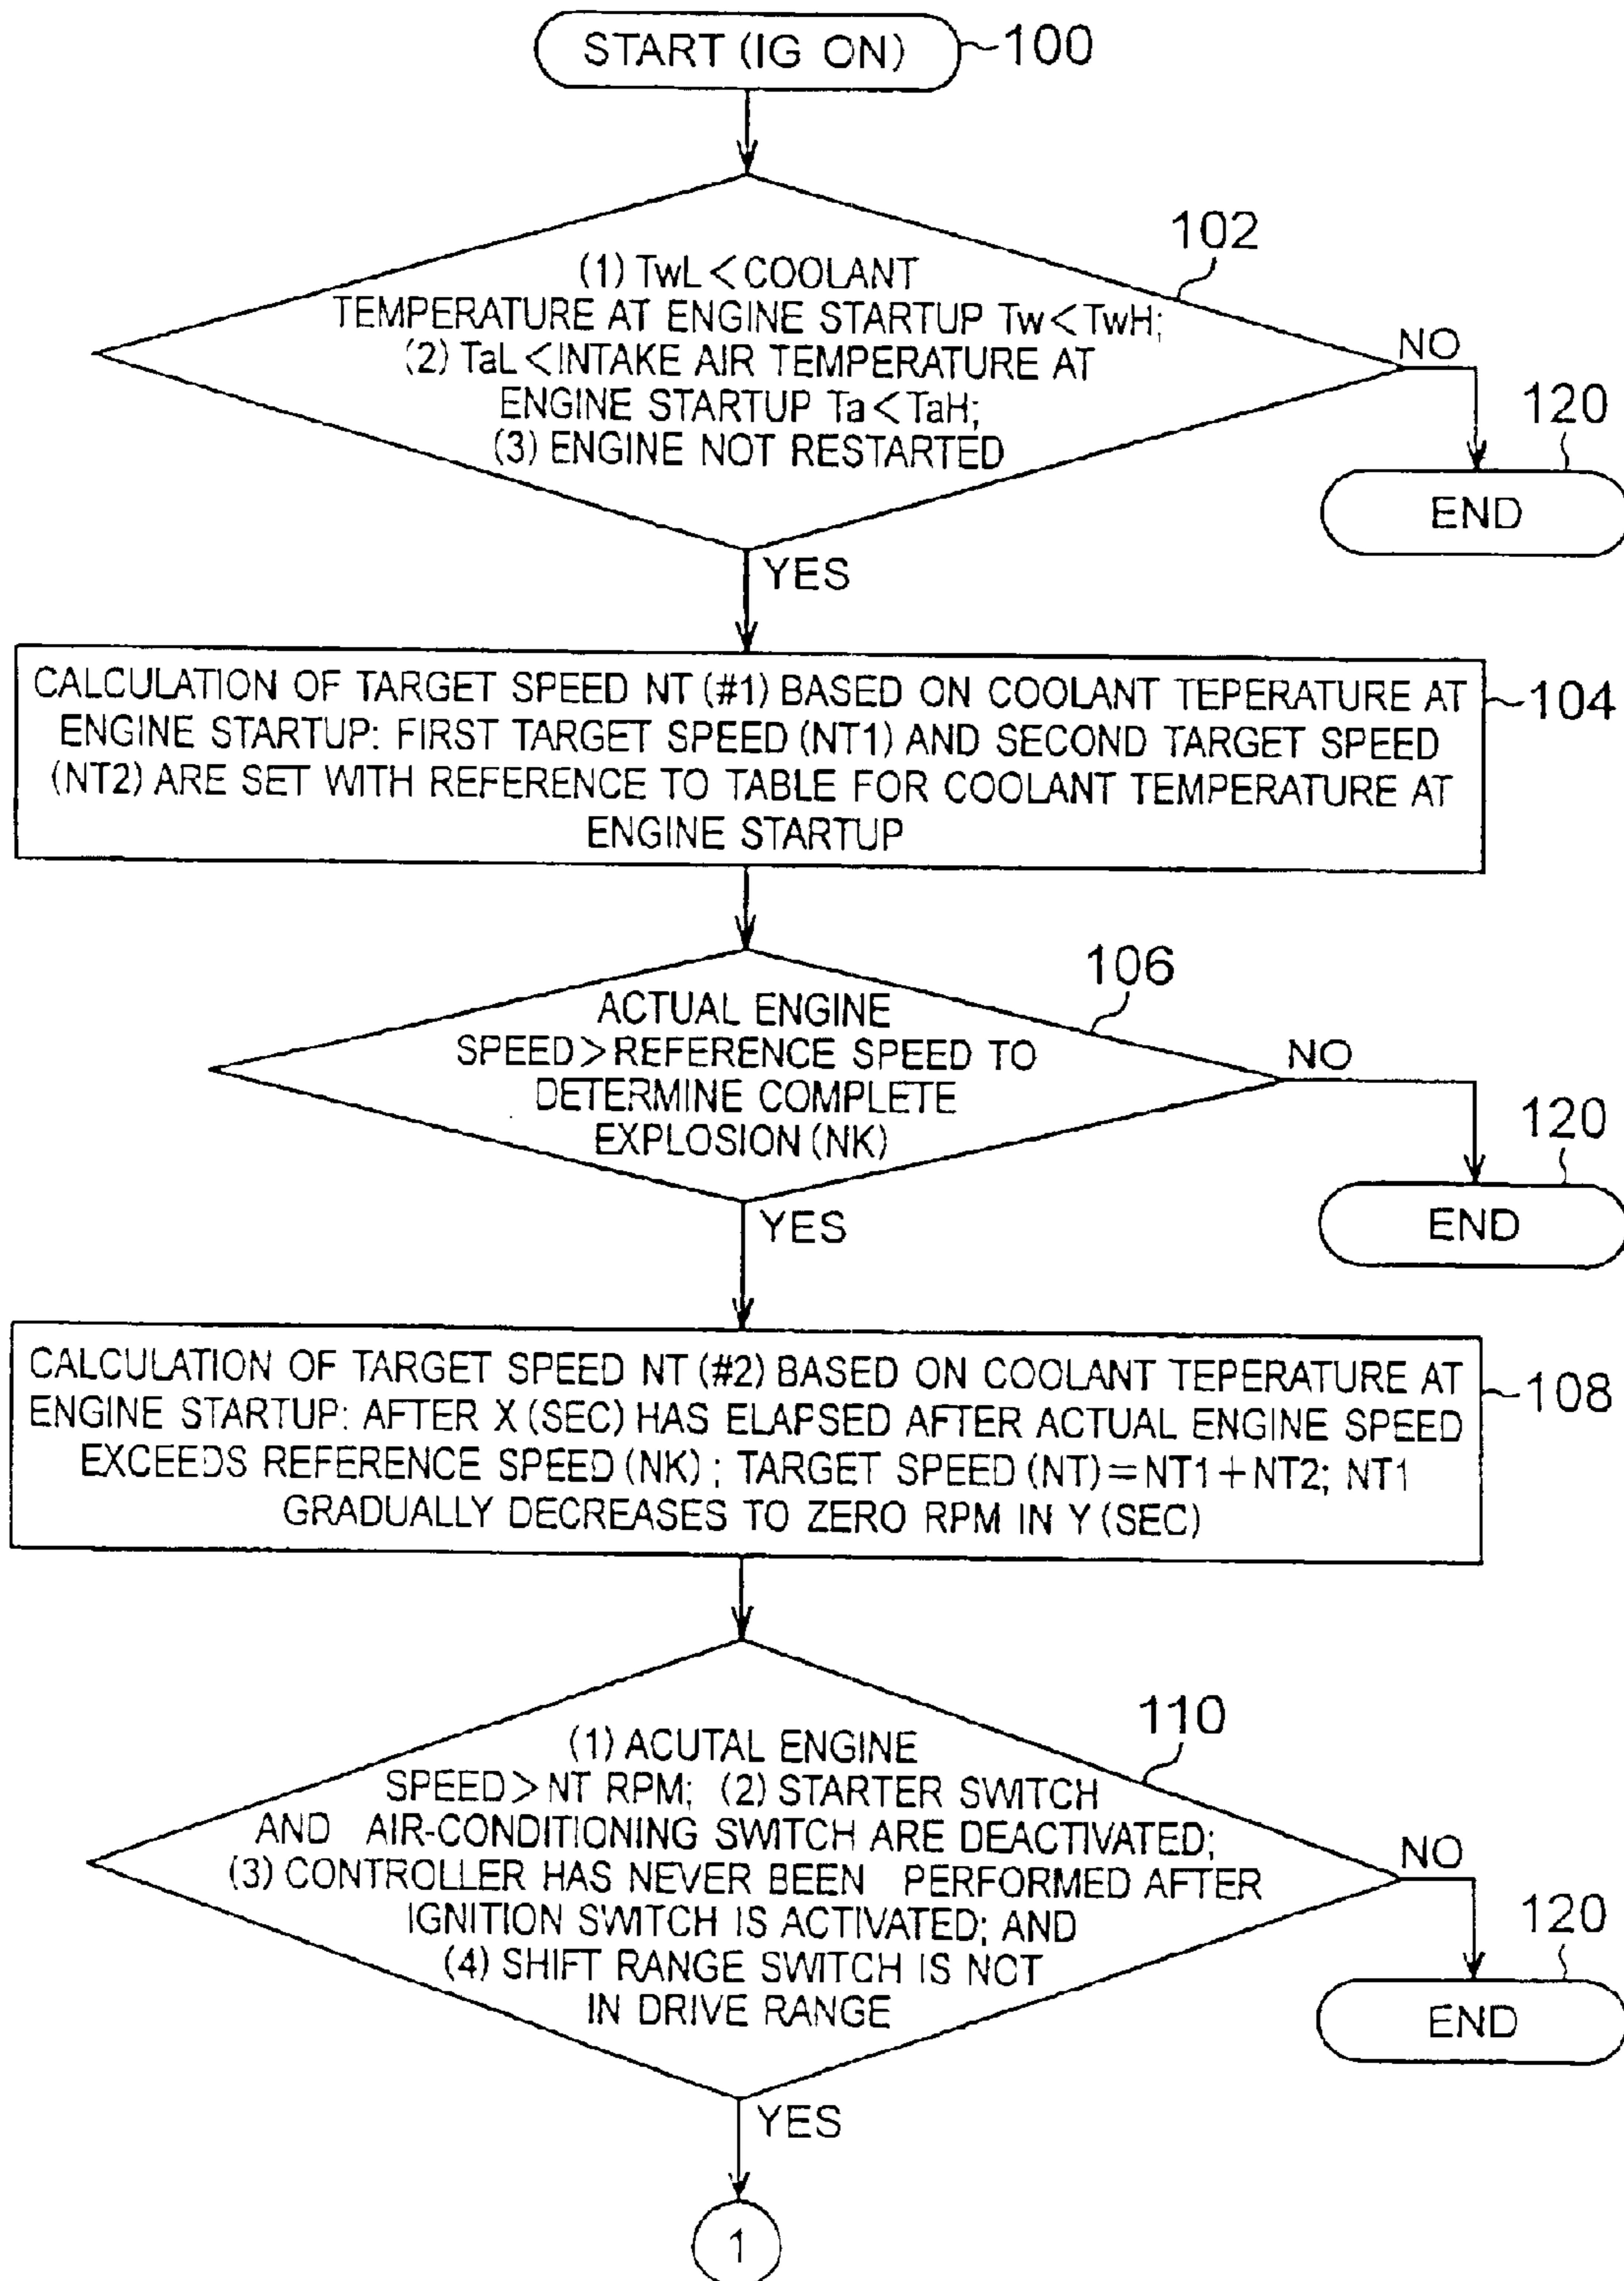 START (IG ON)
100
102
(1) TwL<COOLANT
TEMPERATURE AT ENGINE STARTUP Tw<TwH;
(2) TaL<INTAKE AIR TEMPERATURE AT
ENGINE STARTUP Ta<TaH;
(3) ENGINE NOT RESTARTED
NO
120
END
YES
CALCULATION OF TARGET SPEED NT (#1) BASED ON COOLANT TEPERATURE AT
ENGINE STARTUP: FIRST TARGET SPEED (NT1) AND SECOND TARGET SPEED
(NT2) ARE SET WITH REFERENCE TO TABLE FOR COOLANT TEMPERATURE AT
ENGINE STARTUP
104
106
ACTUAL ENGINE
SPEED>REFERENCE SPEED TO
DETERMINE COMPLETE
EXPLOSION (NK)
NO
120
END
YES
CALCULATION OF TARGET SPEED NT (#2) BASED ON COOLANT TEPERATURE AT
ENGINE STARTUP: AFTER X (SEC) HAS ELAPSED AFTER ACTUAL ENGINE SPEED
EXCEEDS REFERENCE SPEED (NK) ; TARGET SPEED (NT)=NT1+NT2; NT1
GRADUALLY DECREASES TO ZERO RPM IN Y (SEC)
108
110
(1) ACUTAL ENGINE
SPEED>NT RPM; (2) STARTER SWITCH
AND AIR-CONDITIONING SWITCH ARE DEACTIVATED;
(3) CONTROLLER HAS NEVER BEEN PERFORMED AFTER
IGNITION SWITCH IS ACTIVATED; AND
(4) SHIFT RANGE SWITCH IS NOT
IN DRIVE RANGE
NO
120
END
YES
1